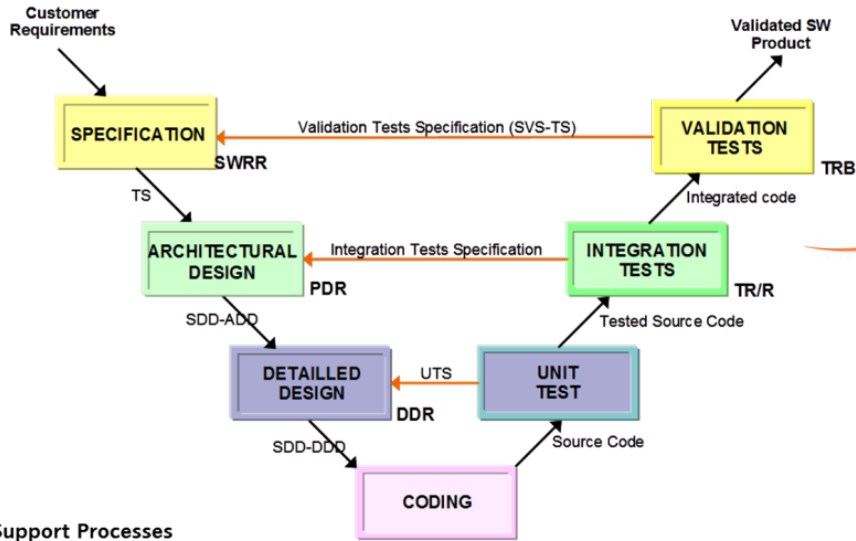 Customer
Requirements
Validated SW
Product
SPECIFICATION
SWRR
Validation Tests Specification (SVS-TS)
VALIDATION
TESTS
TRB
TS
Integrated code
ARCHITECTURAL
DESIGN
PDR
Integration Tests Specification
INTEGRATION
TESTS
TR/R
SDD-ADD
Tested Source Code
DETAILLED
DESIGN
DDR
UTS
UNIT
TEST
SDD-DDD
Source Code
CODING
Support Processes